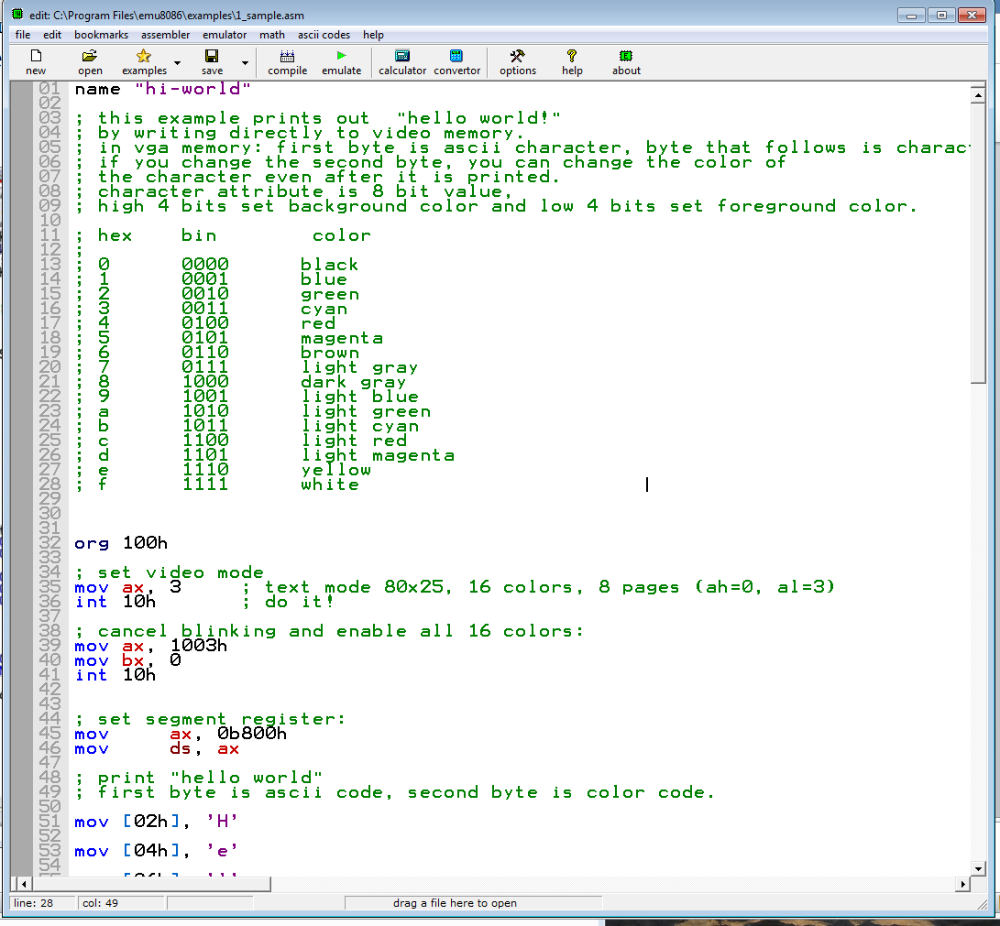 edit: C:\Program Files\emu8086\examples\1_sample.asm
file edit bookmarks assembler emulator math ascii codes help
new open examples save compile emulate calculator convertor options help about
01 name "hi-world"
02
03 ; this example prints out "hello world!"
04 ; by writing directly to video memory.
05 ; in vga memory: first byte is ascii character, byte that follows is charac
06 ; if you change the second byte, you can change the color of
07 ; the character even after it is printed.
08 ; character attribute is 8 bit value,
09 ; high 4 bits set background color and low 4 bits set foreground color.
10
11 ; hex bin color
12 ;
13 ; 0 0000 black
14 ; 1 0001 blue
15 ; 2 0010 green
16 ; 3 0011 cyan
17 ; 4 0100 red
18 ; 5 0101 magenta
19 ; 6 0110 brown
20 ; 7 0111 light gray
21 ; 8 1000 dark gray
22 ; 9 1001 light blue
23 ; a 1010 light green
24 ; b 1011 light cyan
25 ; c 1100 light red
26 ; d 1101 light magenta
27 ; e 1110 yellow
28 ; f 1111 white
29
30
31
32 org 100h
33
34 ; set video mode
35 mov ax, 3 ; text mode 80x25, 16 colors, 8 pages (ah=0, al=3)
36 int 10h ; do it!
37
38 ; cancel blinking and enable all 16 colors:
39 mov ax, 1003h
40 mov bx, 0
41 int 10h
42
43
44 ; set segment register:
45 mov ax, 0b800h
46 mov ds, ax
47
48 ; print "hello world"
49 ; first byte is ascii code, second byte is color code.
50
51 mov [02h], 'H'
52
53 mov [04h], 'e'
54
line: 28 col: 49 drag a file here to open